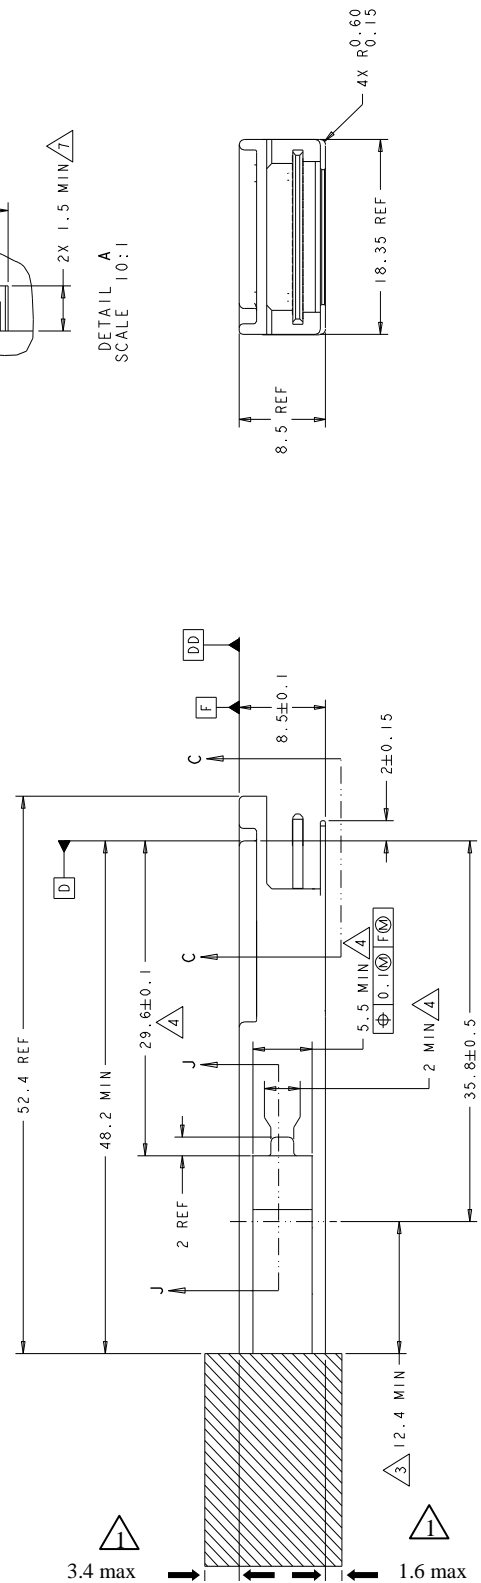 4X R0.60
0.15
2X 1.5 MIN 7
DETAIL A
SCALE 10:1
18.35 REF
8.5 REF
DD
F
8.5±0.1
C
2±0.15
D
C
52.4 REF
48.2 MIN
29.6±0.1 4
5.5 MIN 4
⌖ 0.1Ⓜ FⓂ
2 MIN 4
35.8±0.5
J
2 REF
J
3 12.4 MIN
1
3.4 max
1
1.6 max